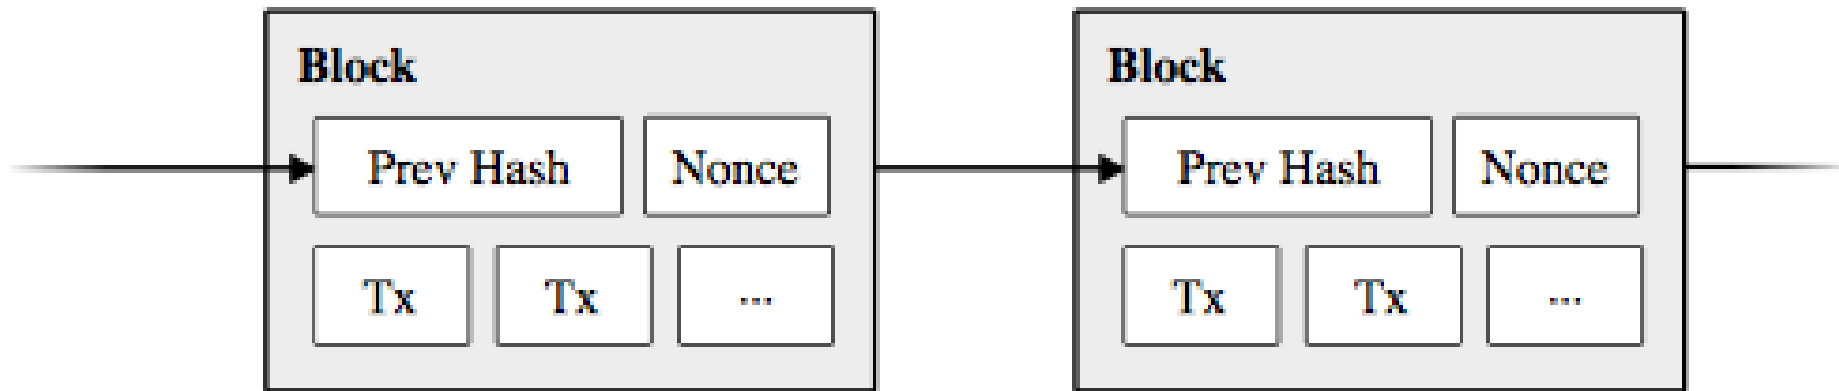 Block Block
Prev Hash Nonce Prev Hash Nonce
Tx Tx ... Tx Tx ...